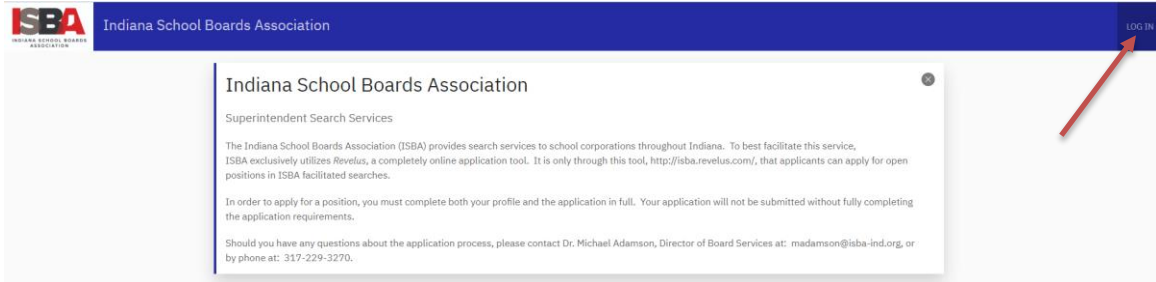 ISBA
INDIANA SCHOOL BOARDS
ASSOCIATION
Indiana School Boards Association
LOG IN
Indiana School Boards Association
Superintendent Search Services
The Indiana School Boards Association (ISBA) provides search services to school corporations throughout Indiana.  To best facilitate this service,
ISBA exclusively utilizes Revelus, a completely online application tool.  It is only through this tool, http://isba.revelus.com/, that applicants can apply for open
positions in ISBA facilitated searches.
In order to apply for a position, you must complete both your profile and the application in full.  Your application will not be submitted without fully completing
the application requirements.
Should you have any questions about the application process, please contact Dr. Michael Adamson, Director of Board Services at:  madamson@isba-ind.org, or
by phone at:  317-229-3270.